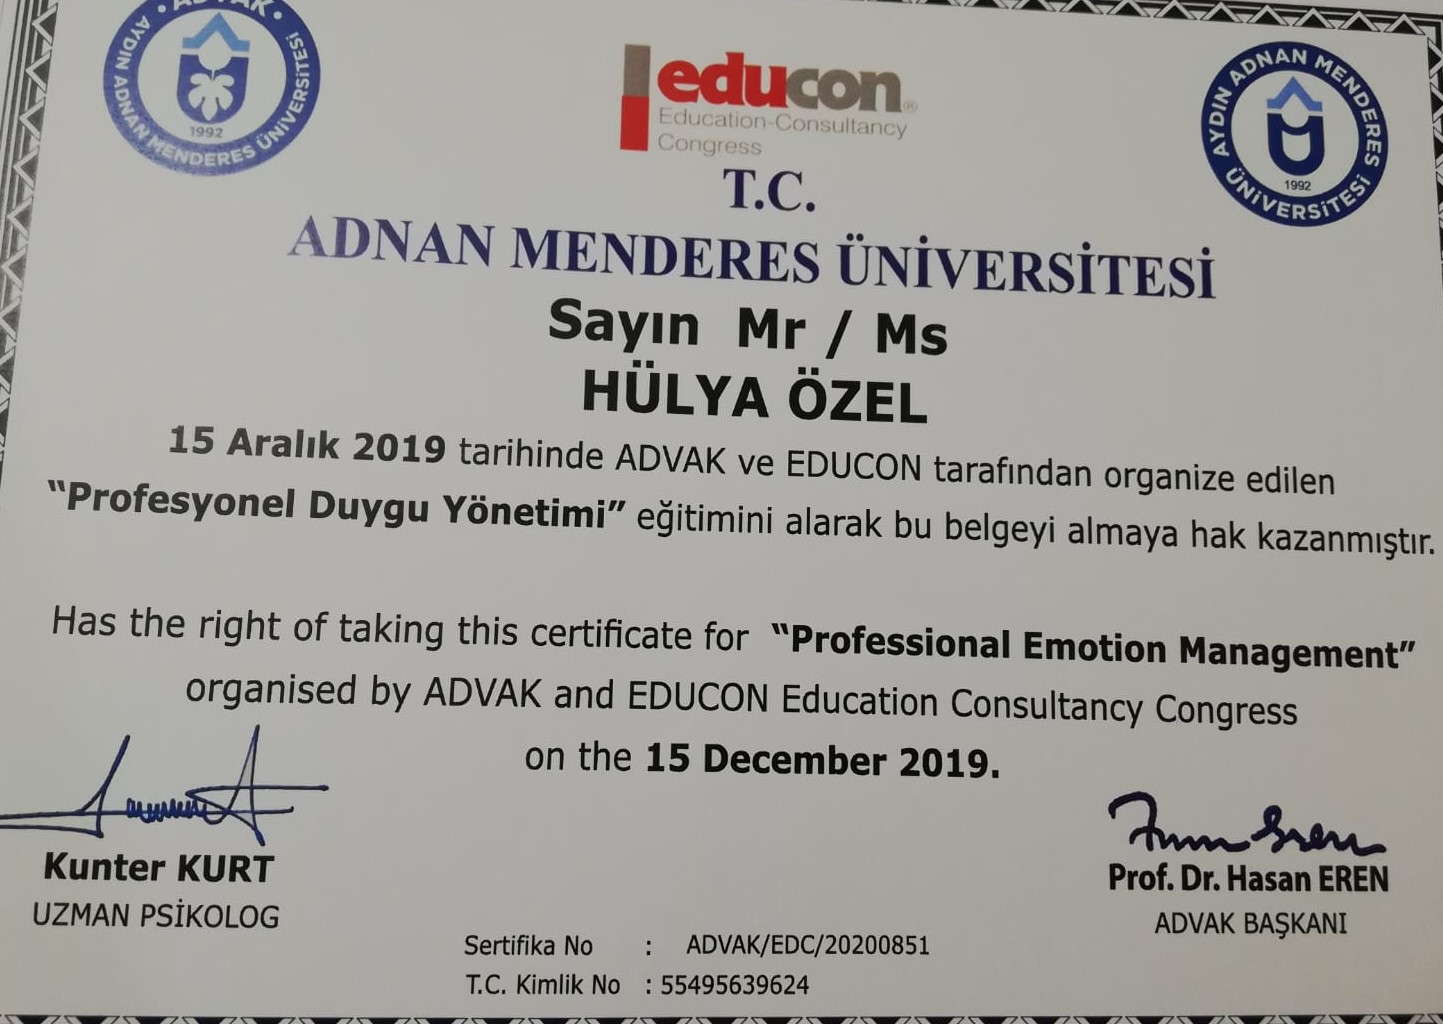 ADVAK
AYDIN ADNAN MENDERES ÜNİVERSİTESİ
1992
educon®
Education-Consultancy
Congress
AYDIN ADNAN MENDERES ÜNİVERSİTESİ
1992
T.C.
ADNAN MENDERES ÜNİVERSİTESİ
Sayın Mr / Ms
HÜLYA ÖZEL
15 Aralık 2019 tarihinde ADVAK ve EDUCON tarafından organize edilen
“Profesyonel Duygu Yönetimi” eğitimini alarak bu belgeyi almaya hak kazanmıştır.
Has the right of taking this certificate for “Professional Emotion Management”
organised by ADVAK and EDUCON Education Consultancy Congress
on the 15 December 2019.
Kunter KURT
UZMAN PSİKOLOG
Prof. Dr. Hasan EREN
ADVAK BAŞKANI
Sertifika No : ADVAK/EDC/20200851
T.C. Kimlik No : 55495639624